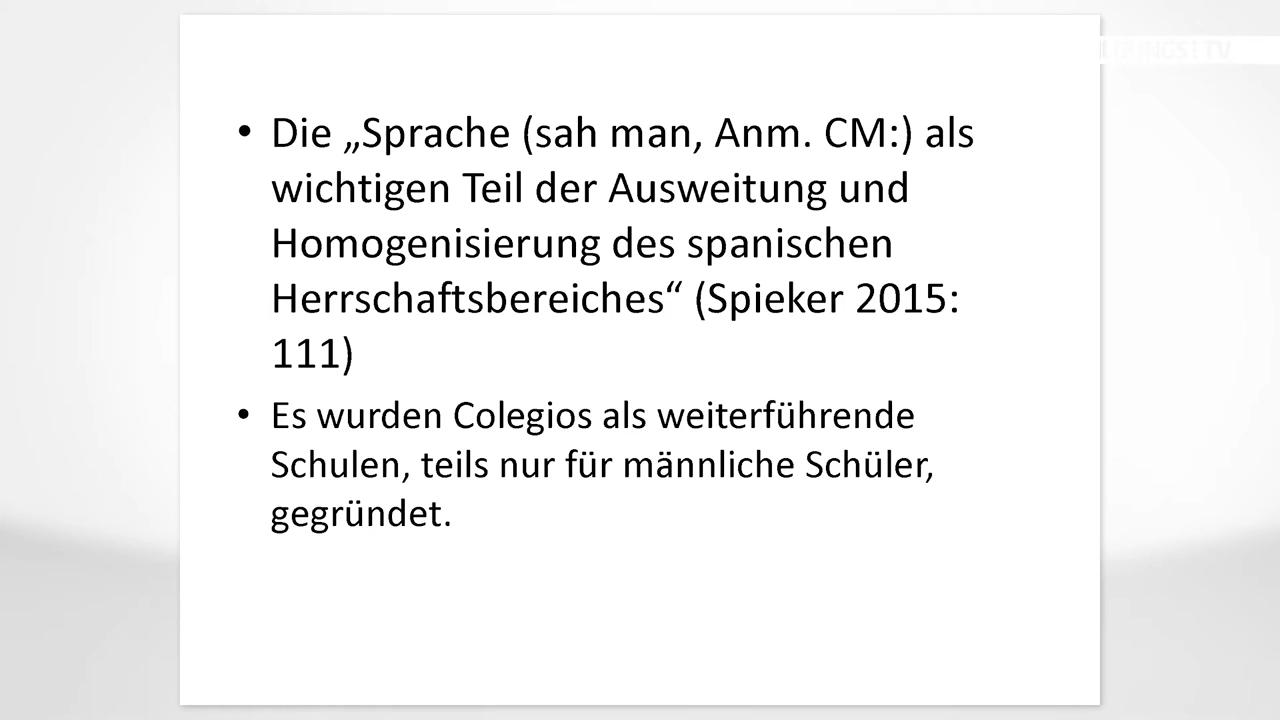 • Die „Sprache (sah man, Anm. CM:) als
wichtigen Teil der Ausweitung und
Homogenisierung des spanischen
Herrschaftsbereiches“ (Spieker 2015:
111)
• Es wurden Colegios als weiterführende
Schulen, teils nur für männliche Schüler,
gegründet.